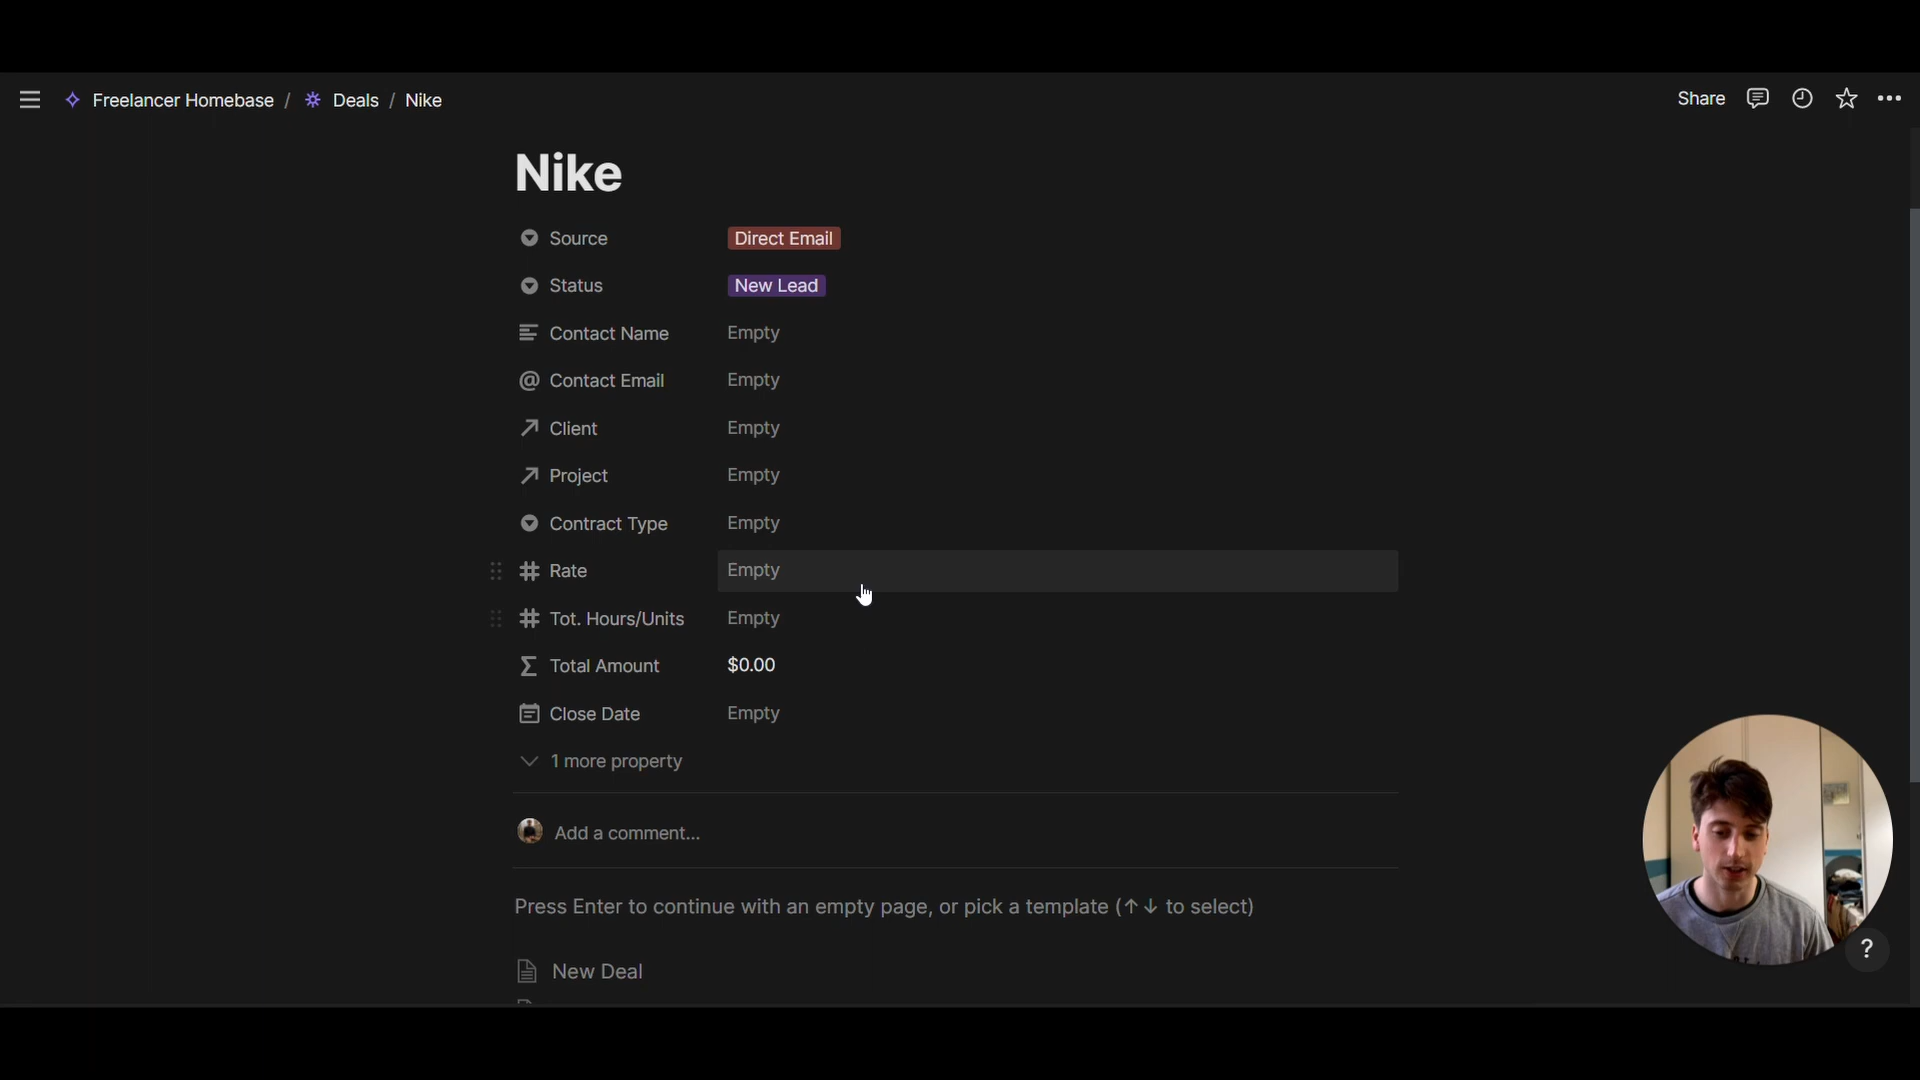 Freelancer Homebase / Deals / Nike
Share
Nike
Source Direct Email
Status New Lead
Contact Name Empty
@ Contact Email Empty
Client Empty
Project Empty
Contract Type Empty
# Rate Empty
# Tot. Hours/Units Empty
Σ Total Amount $0.00
Close Date Empty
1 more property
Add a comment...
Press Enter to continue with an empty page, or pick a template (↑↓ to select)
New Deal
?